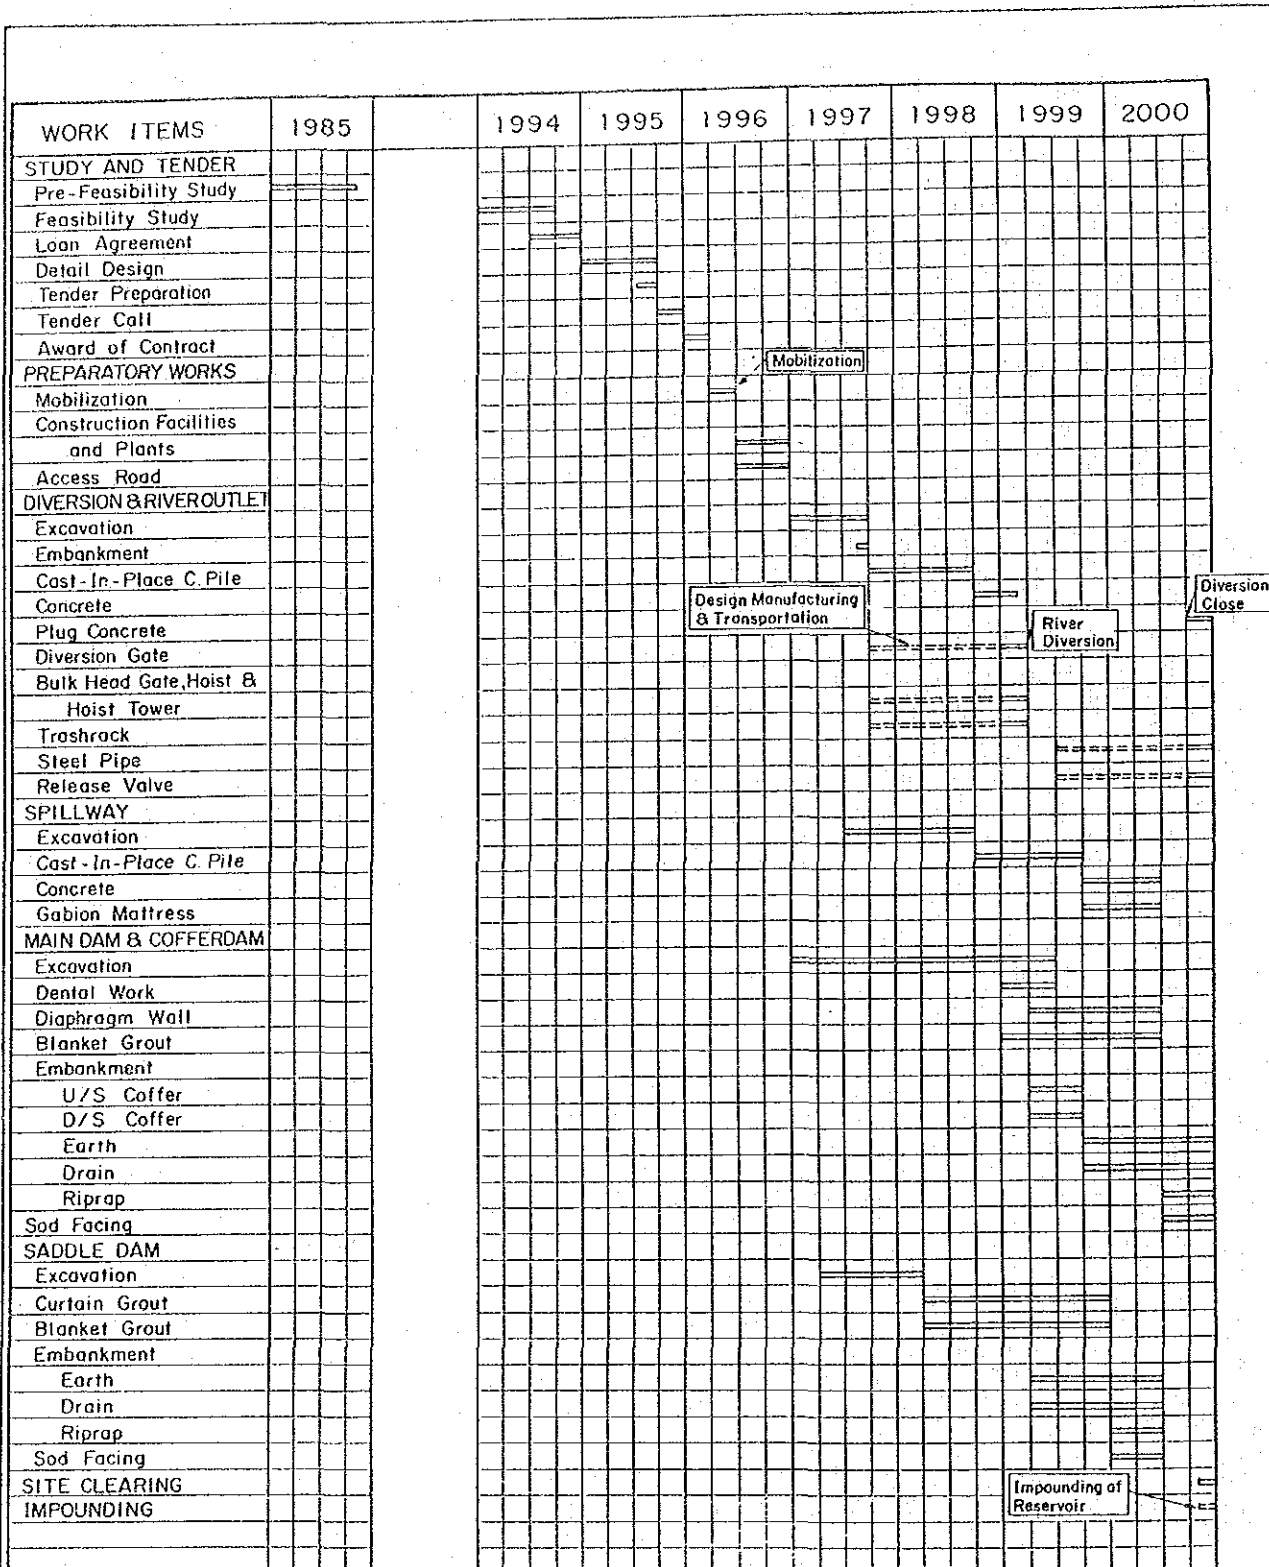 WORK ITEMS 1985 1994 1995 1996 1997 1998 1999 2000
STUDY AND TENDER
Pre-Feasibility Study
Feasibility Study
Loan Agreement
Detail Design
Tender Preparation
Tender Call
Award of Contract
PREPARATORY WORKS
Mobilization
Mobilization
Construction Facilities
and Plants
Access Road
DIVERSION & RIVER OUTLET
Excavation
Embankment
Cast-In-Place C. Pile
Concrete
Design Manufacturing
& Transportation
Diversion
Close
Plug Concrete
River
Diversion
Diversion Gate
Bulk Head Gate, Hoist &
Hoist Tower
Trashrack
Steel Pipe
Release Valve
SPILLWAY
Excavation
Cast-In-Place C. Pile
Concrete
Gabion Mattress
MAIN DAM & COFFERDAM
Excavation
Dental Work
Diaphragm Wall
Blanket Grout
Embankment
U/S Coffer
D/S Coffer
Earth
Drain
Riprap
Sod Facing
SADDLE DAM
Excavation
Curtain Grout
Blanket Grout
Embankment
Earth
Drain
Riprap
Sod Facing
SITE CLEARING
IMPOUNDING
Impounding of
Reservoir